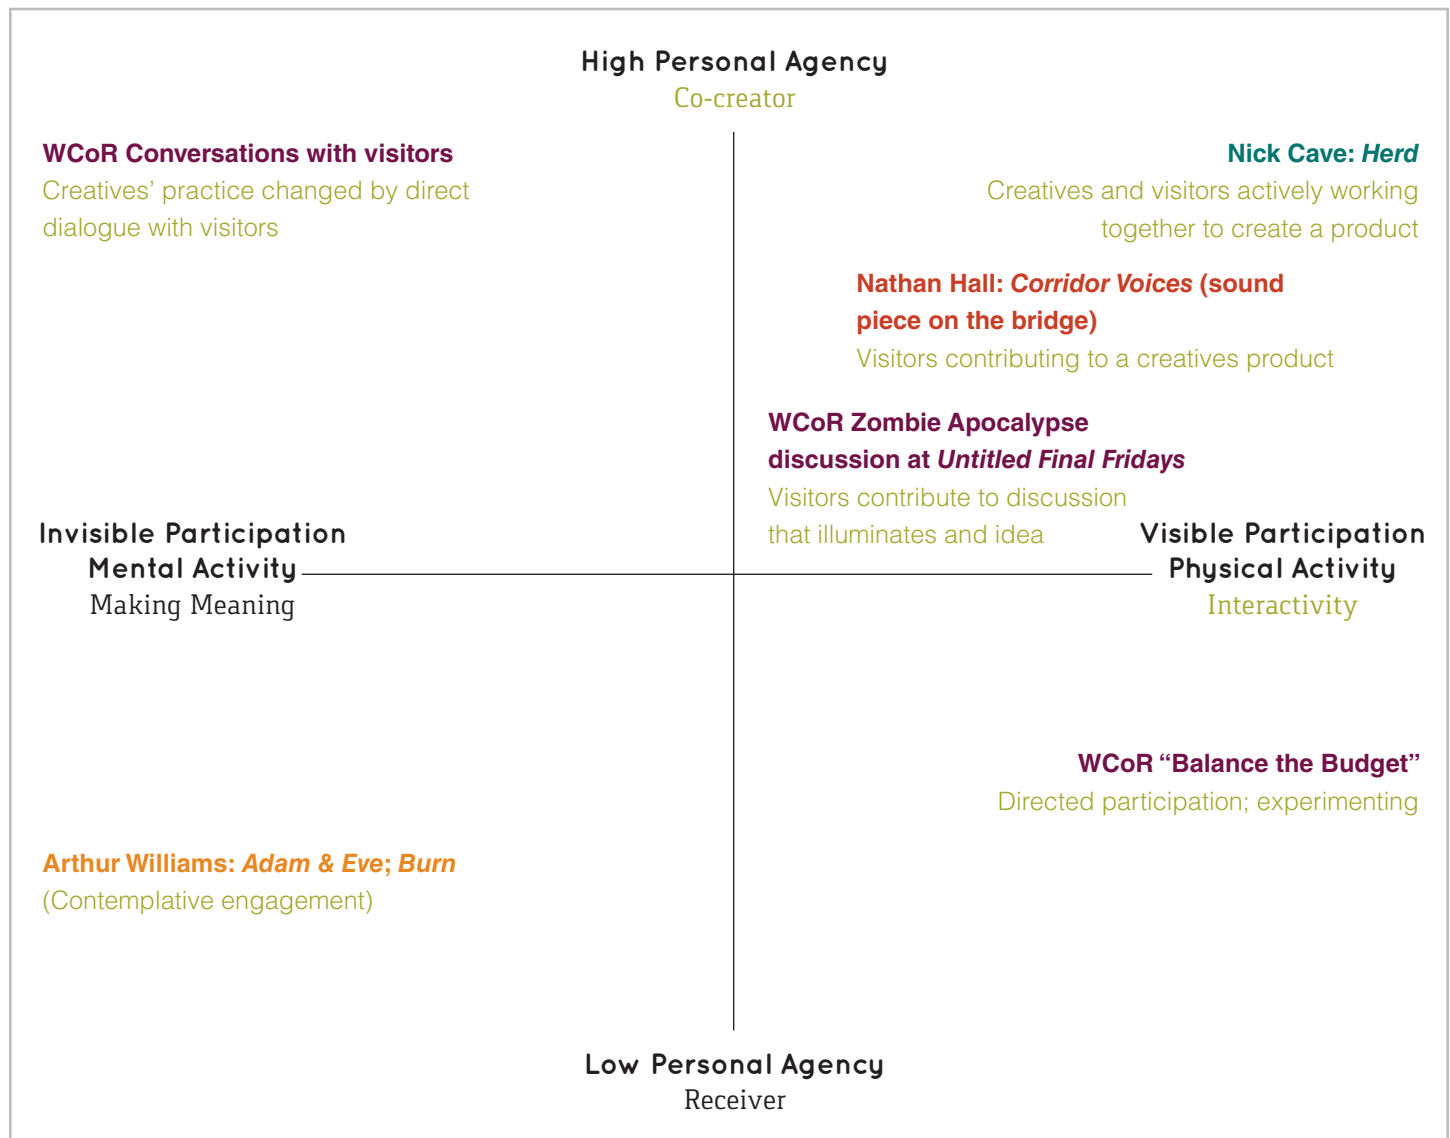 High Personal Agency
Co-creator
WCoR Conversations with visitors
Creatives’ practice changed by direct
dialogue with visitors
Nick Cave: Herd
Creatives and visitors actively working
together to create a product
Nathan Hall: Corridor Voices (sound
piece on the bridge)
Visitors contributing to a creatives product
WCoR Zombie Apocalypse
discussion at Untitled Final Fridays
Visitors contribute to discussion
that illuminates and idea
Invisible Participation
Mental Activity
Making Meaning
Visible Participation
Physical Activity
Interactivity
WCoR “Balance the Budget”
Directed participation; experimenting
Arthur Williams: Adam & Eve; Burn
(Contemplative engagement)
Low Personal Agency
Receiver